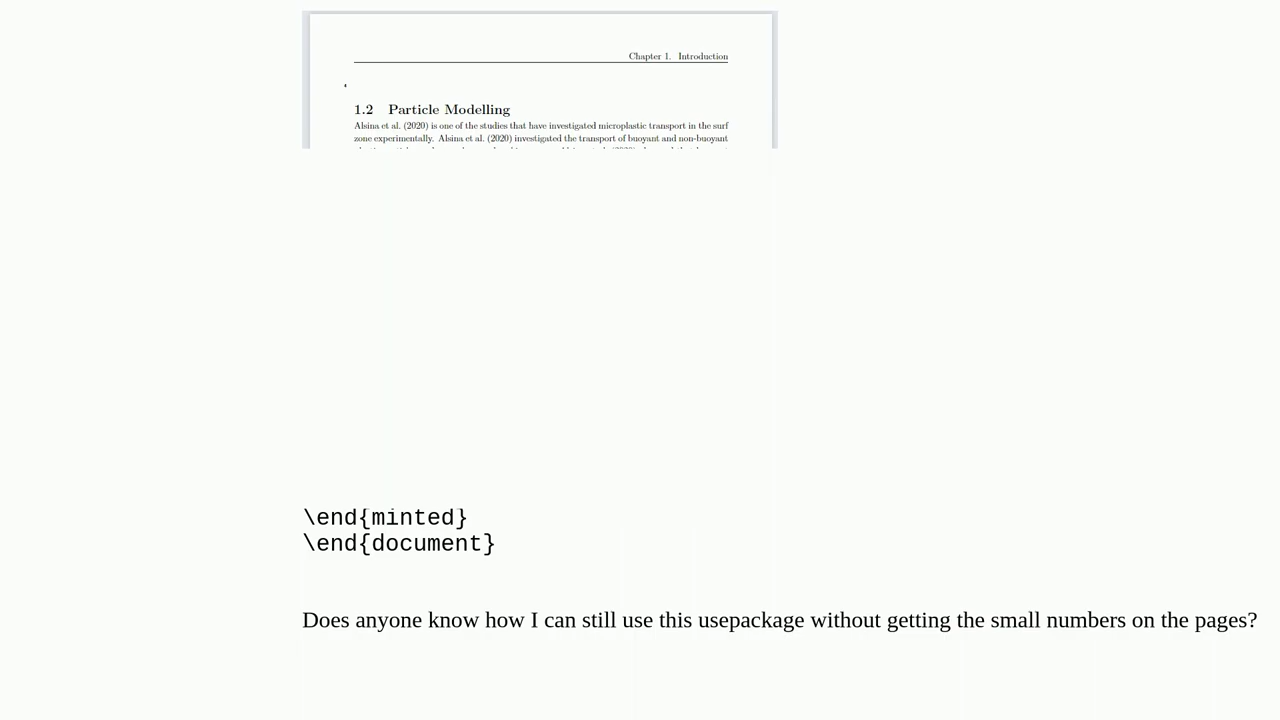 Chapter 1. Introduction
1.2 Particle Modelling
Alsina et al. (2020) is one of the studies that have investigated microplastic transport in the surf
zone experimentally. Alsina et al. (2020) investigated the transport of buoyant and non-buoyant
\end{minted}
\end{document}
Does anyone know how I can still use this usepackage without getting the small numbers on the pages?